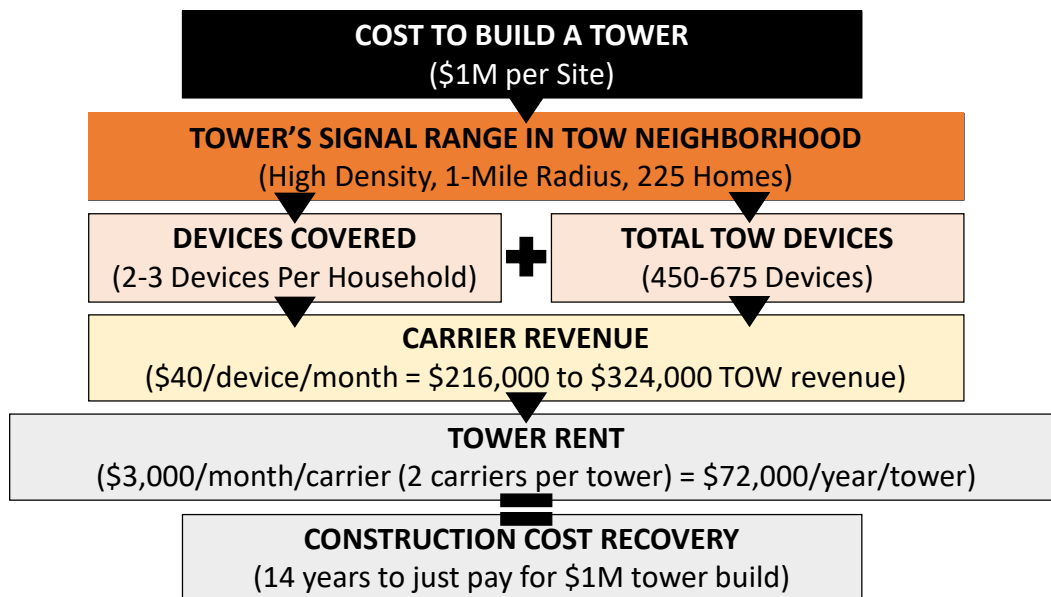 COST TO BUILD A TOWER
($1M per Site)
TOWER'S SIGNAL RANGE IN TOW NEIGHBORHOOD
(High Density, 1-Mile Radius, 225 Homes)
DEVICES COVERED
(2-3 Devices Per Household)
TOTAL TOW DEVICES
(450-675 Devices)
CARRIER REVENUE
($40/device/month = $216,000 to $324,000 TOW revenue)
TOWER RENT
($3,000/month/carrier (2 carriers per tower) = $72,000/year/tower)
CONSTRUCTION COST RECOVERY
(14 years to just pay for $1M tower build)